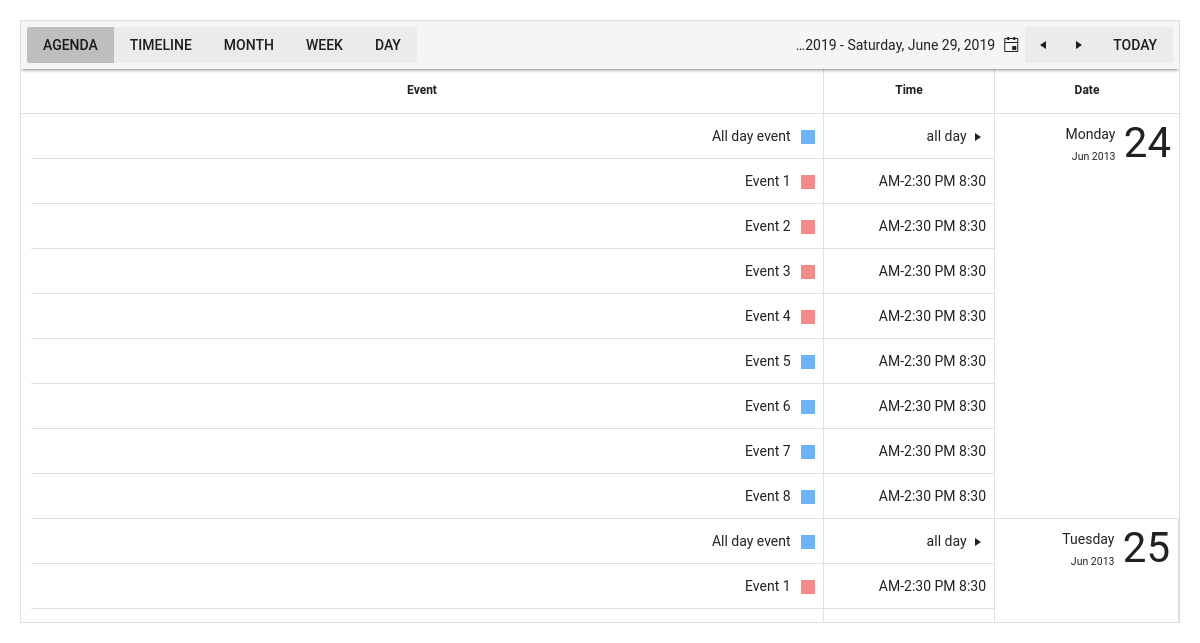 AGENDA TIMELINE MONTH WEEK DAY ...2019 - Saturday, June 29, 2019 TODAY
Event Time Date
All day event all day Monday 24
Jun 2013
Event 1 AM-2:30 PM 8:30
Event 2 AM-2:30 PM 8:30
Event 3 AM-2:30 PM 8:30
Event 4 AM-2:30 PM 8:30
Event 5 AM-2:30 PM 8:30
Event 6 AM-2:30 PM 8:30
Event 7 AM-2:30 PM 8:30
Event 8 AM-2:30 PM 8:30
All day event all day Tuesday 25
Jun 2013
Event 1 AM-2:30 PM 8:30